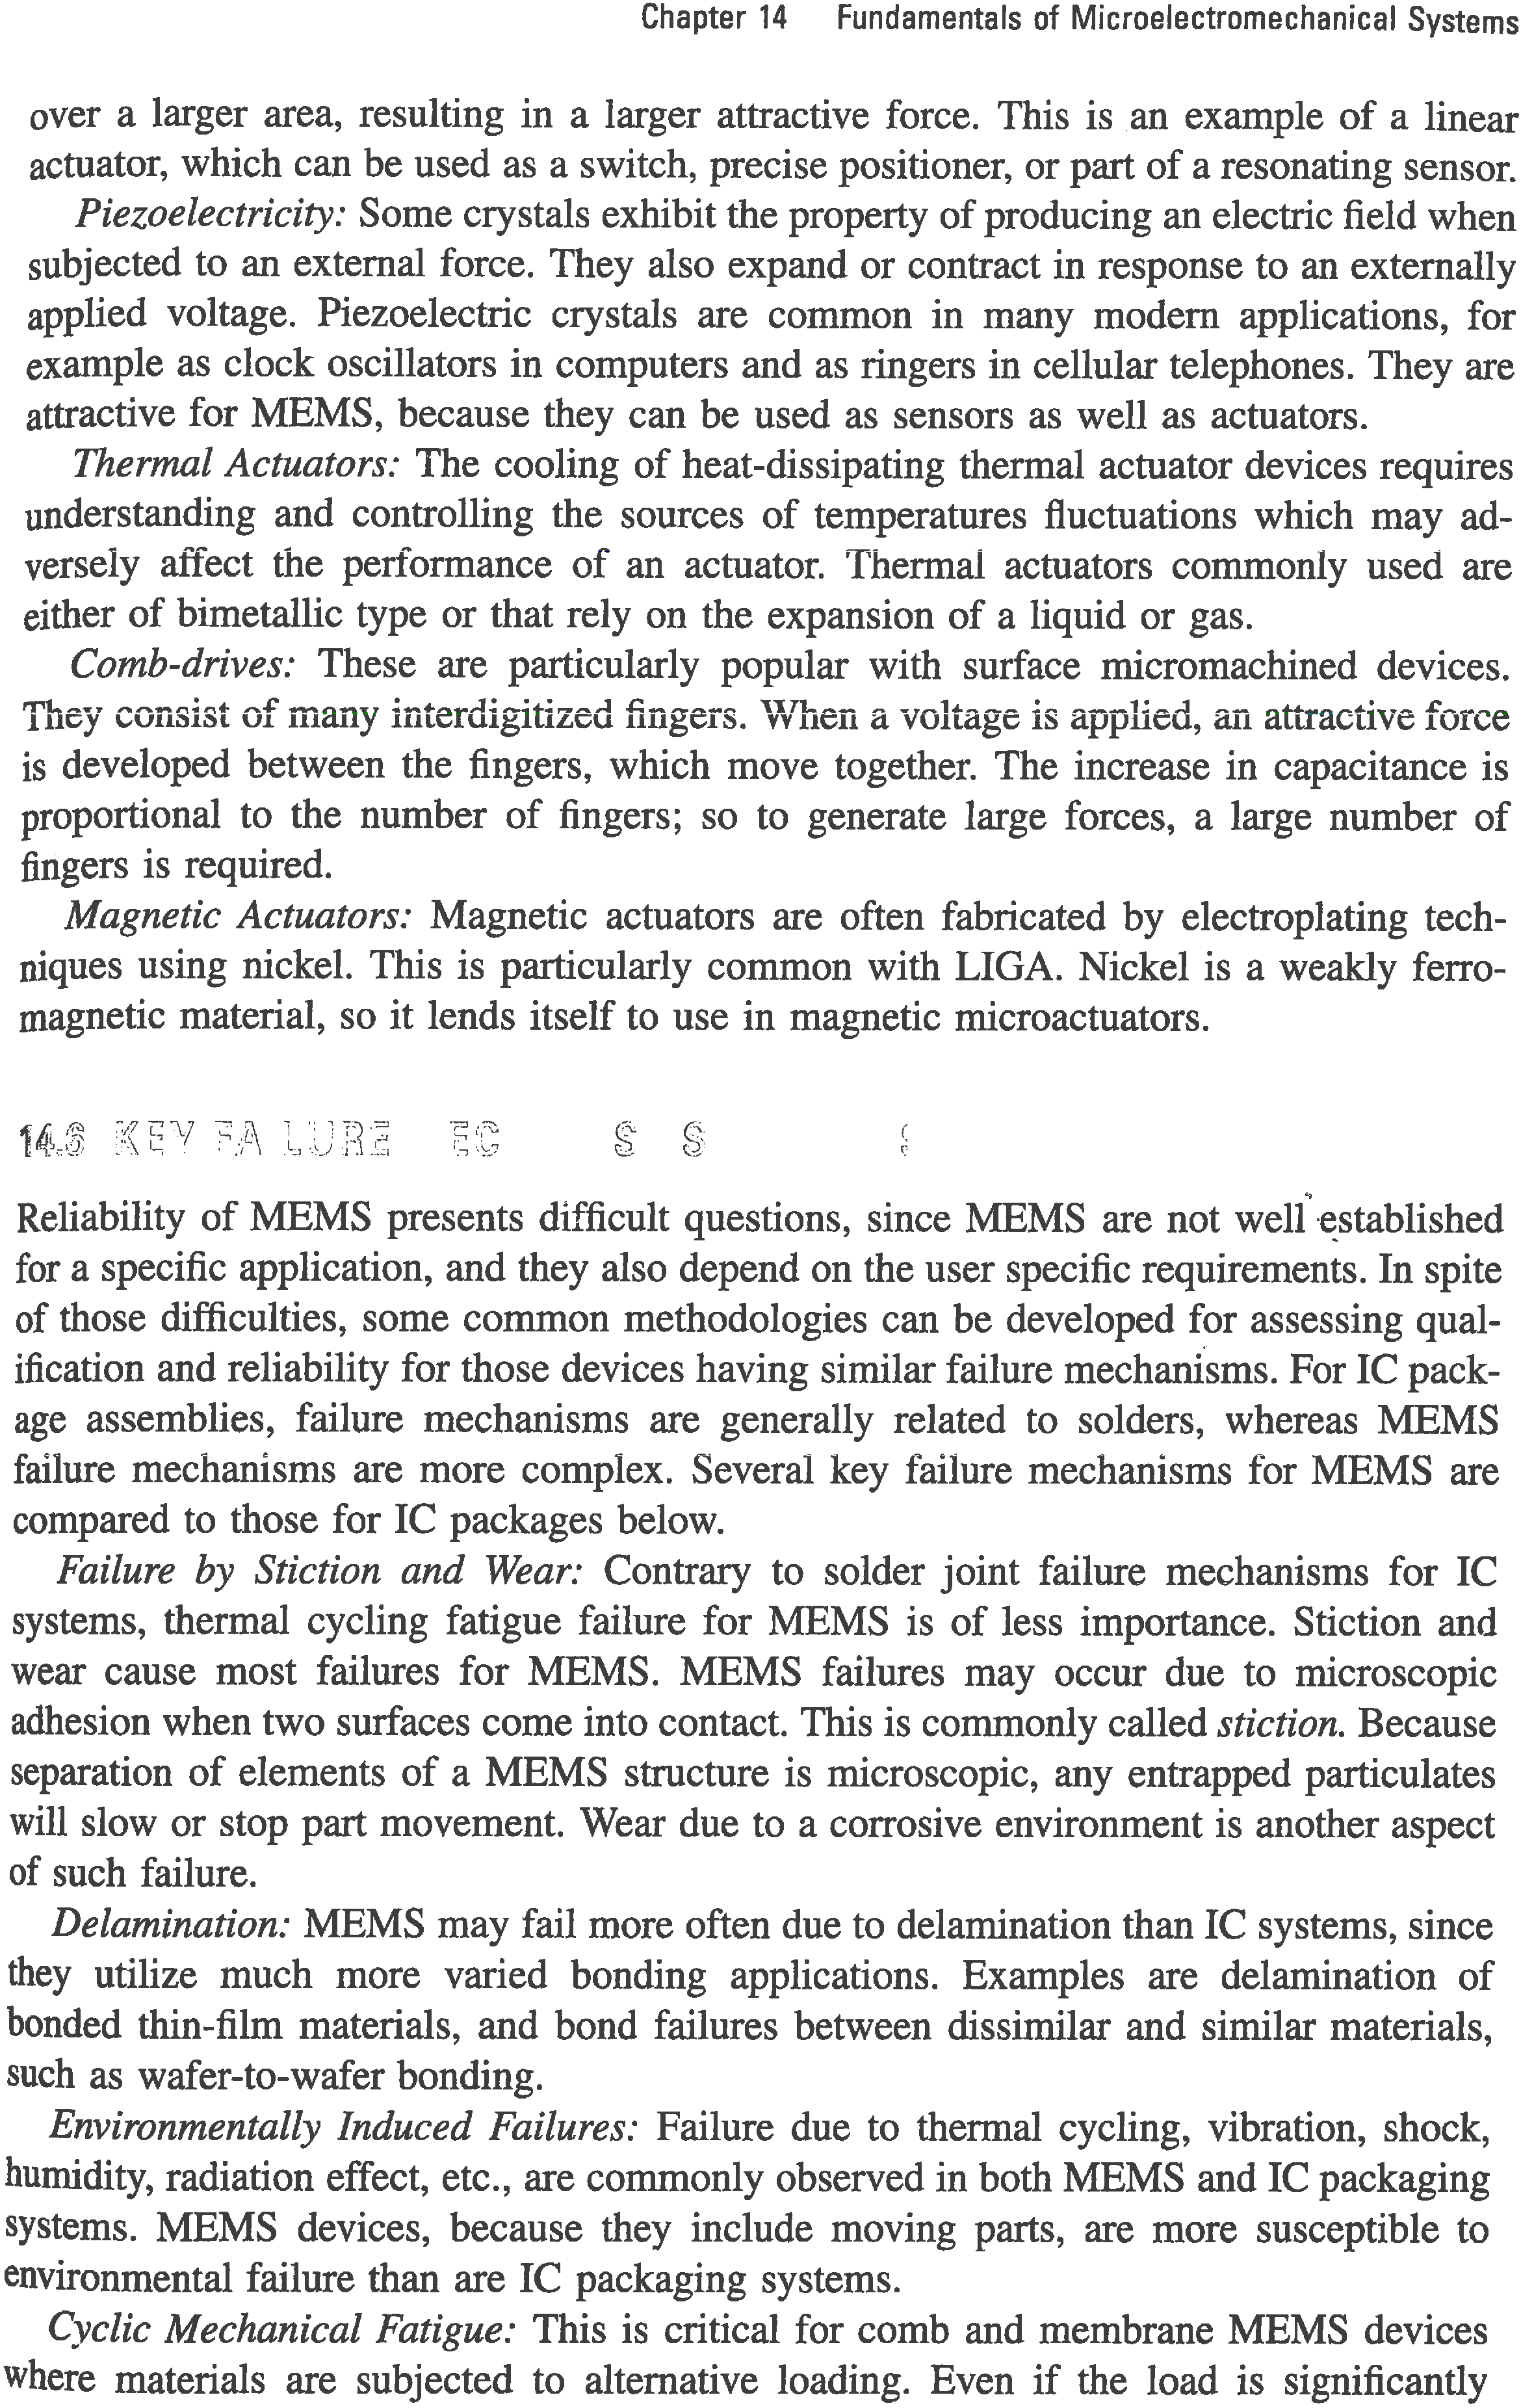 Chapter 14 Fundamentals of Microelectromechanical Systems
over a larger area, resulting in a larger attractive force. This is an example of a linear
actuator, which can be used as a switch, precise positioner, or part of a resonating sensor.
Piezoelectricity: Some crystals exhibit the property of producing an electric field when
subjected to an external force. They also expand or contract in response to an externally
applied voltage. Piezoelectric crystals are common in many modern applications, for
example as clock oscillators in computers and as ringers in cellular telephones. They are
attractive for MEMS, because they can be used as sensors as well as actuators.
Thermal Actuators: The cooling of heat-dissipating thermal actuator devices requires
understanding and controlling the sources of temperatures fluctuations which may ad-
versely affect the performance of an actuator. Thermal actuators commonly used are
either of bimetallic type or that rely on the expansion of a liquid or gas.
Comb-drives: These are particularly popular with surface micromachined devices.
They consist of many interdigitized fingers. When a voltage is applied, an attractive force
is developed between the fingers, which move together. The increase in capacitance is
proportional to the number of fingers; so to generate large forces, a large number of
fingers is required.
Magnetic Actuators: Magnetic actuators are often fabricated by electroplating tech-
niques using nickel. This is particularly common with LIGA. Nickel is a weakly ferro-
magnetic material, so it lends itself to use in magnetic microactuators.
14.6 KEY FAILURE
Reliability of MEMS presents difficult questions, since MEMS are not well established
for a specific application, and they also depend on the user specific requirements. In spite
of those difficulties, some common methodologies can be developed for assessing qual-
ification and reliability for those devices having similar failure mechanisms. For IC pack-
age assemblies, failure mechanisms are generally related to solders, whereas MEMS
failure mechanisms are more complex. Several key failure mechanisms for MEMS are
compared to those for IC packages below.
Failure by Stiction and Wear: Contrary to solder joint failure mechanisms for IC
systems, thermal cycling fatigue failure for MEMS is of less importance. Stiction and
wear cause most failures for MEMS. MEMS failures may occur due to microscopic
adhesion when two surfaces come into contact. This is commonly called stiction. Because
separation of elements of a MEMS structure is microscopic, any entrapped particulates
will slow or stop part movement. Wear due to a corrosive environment is another aspect
of such failure.
Delamination: MEMS may fail more often due to delamination than IC systems, since
they utilize much more varied bonding applications. Examples are delamination of
bonded thin-film materials, and bond failures between dissimilar and similar materials,
such as wafer-to-wafer bonding.
Environmentally Induced Failures: Failure due to thermal cycling, vibration, shock,
humidity, radiation effect, etc., are commonly observed in both MEMS and IC packaging
systems. MEMS devices, because they include moving parts, are more susceptible to
environmental failure than are IC packaging systems.
Cyclic Mechanical Fatigue: This is critical for comb and membrane MEMS devices
where materials are subjected to alternative loading. Even if the load is significantly